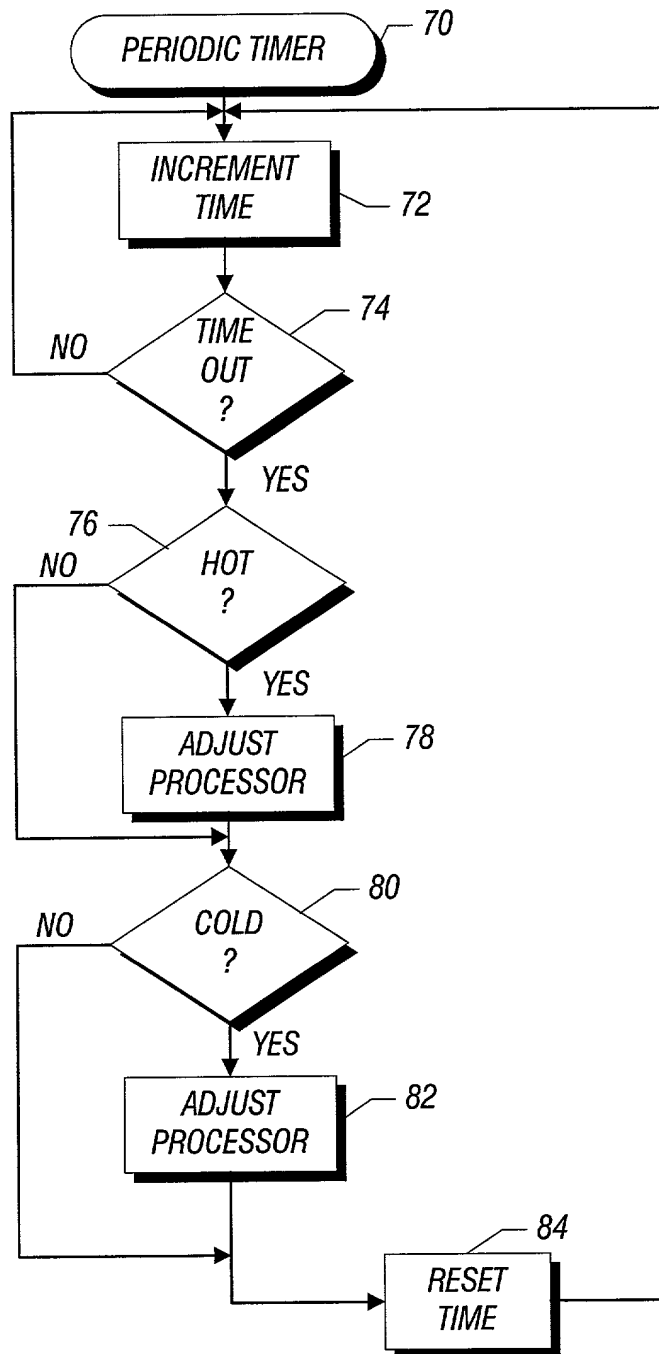 PERIODIC TIMER
70
INCREMENT
TIME
72
TIME
OUT
?
74
NO
YES
76
NO
HOT
?
YES
ADJUST
PROCESSOR
78
COLD
?
80
NO
YES
ADJUST
PROCESSOR
82
84
RESET
TIME